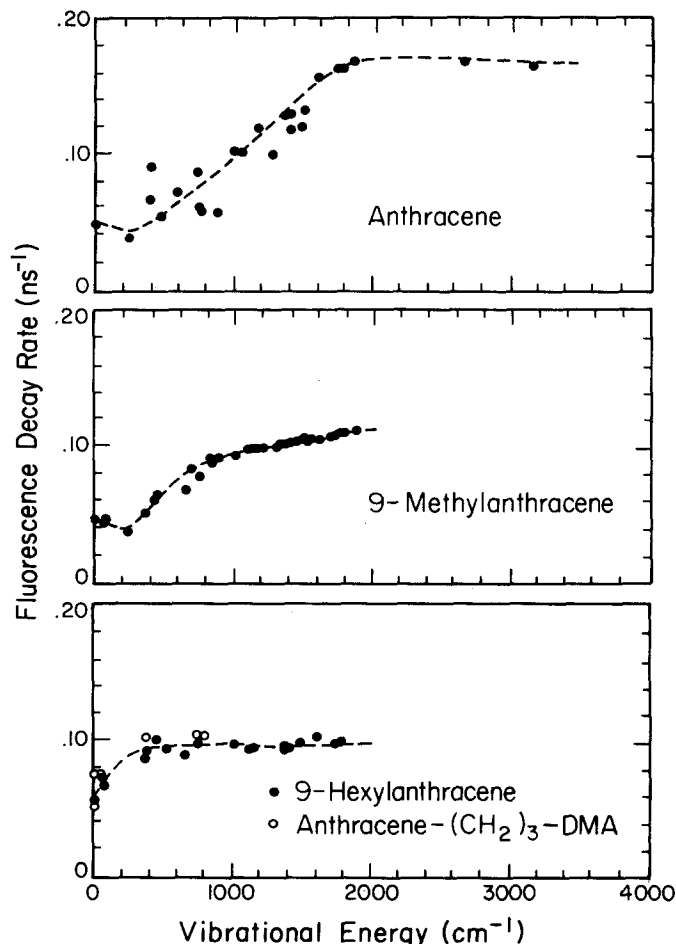 Fluorescence Decay Rate (ns⁻¹)
.20
.10
0
Anthracene
.20
.10
0
9-Methylanthracene
.20
.10
0
● 9-Hexylanthracene
○ Anthracene-(CH₂)₃-DMA
0 1000 2000 3000 4000
Vibrational Energy (cm⁻¹)